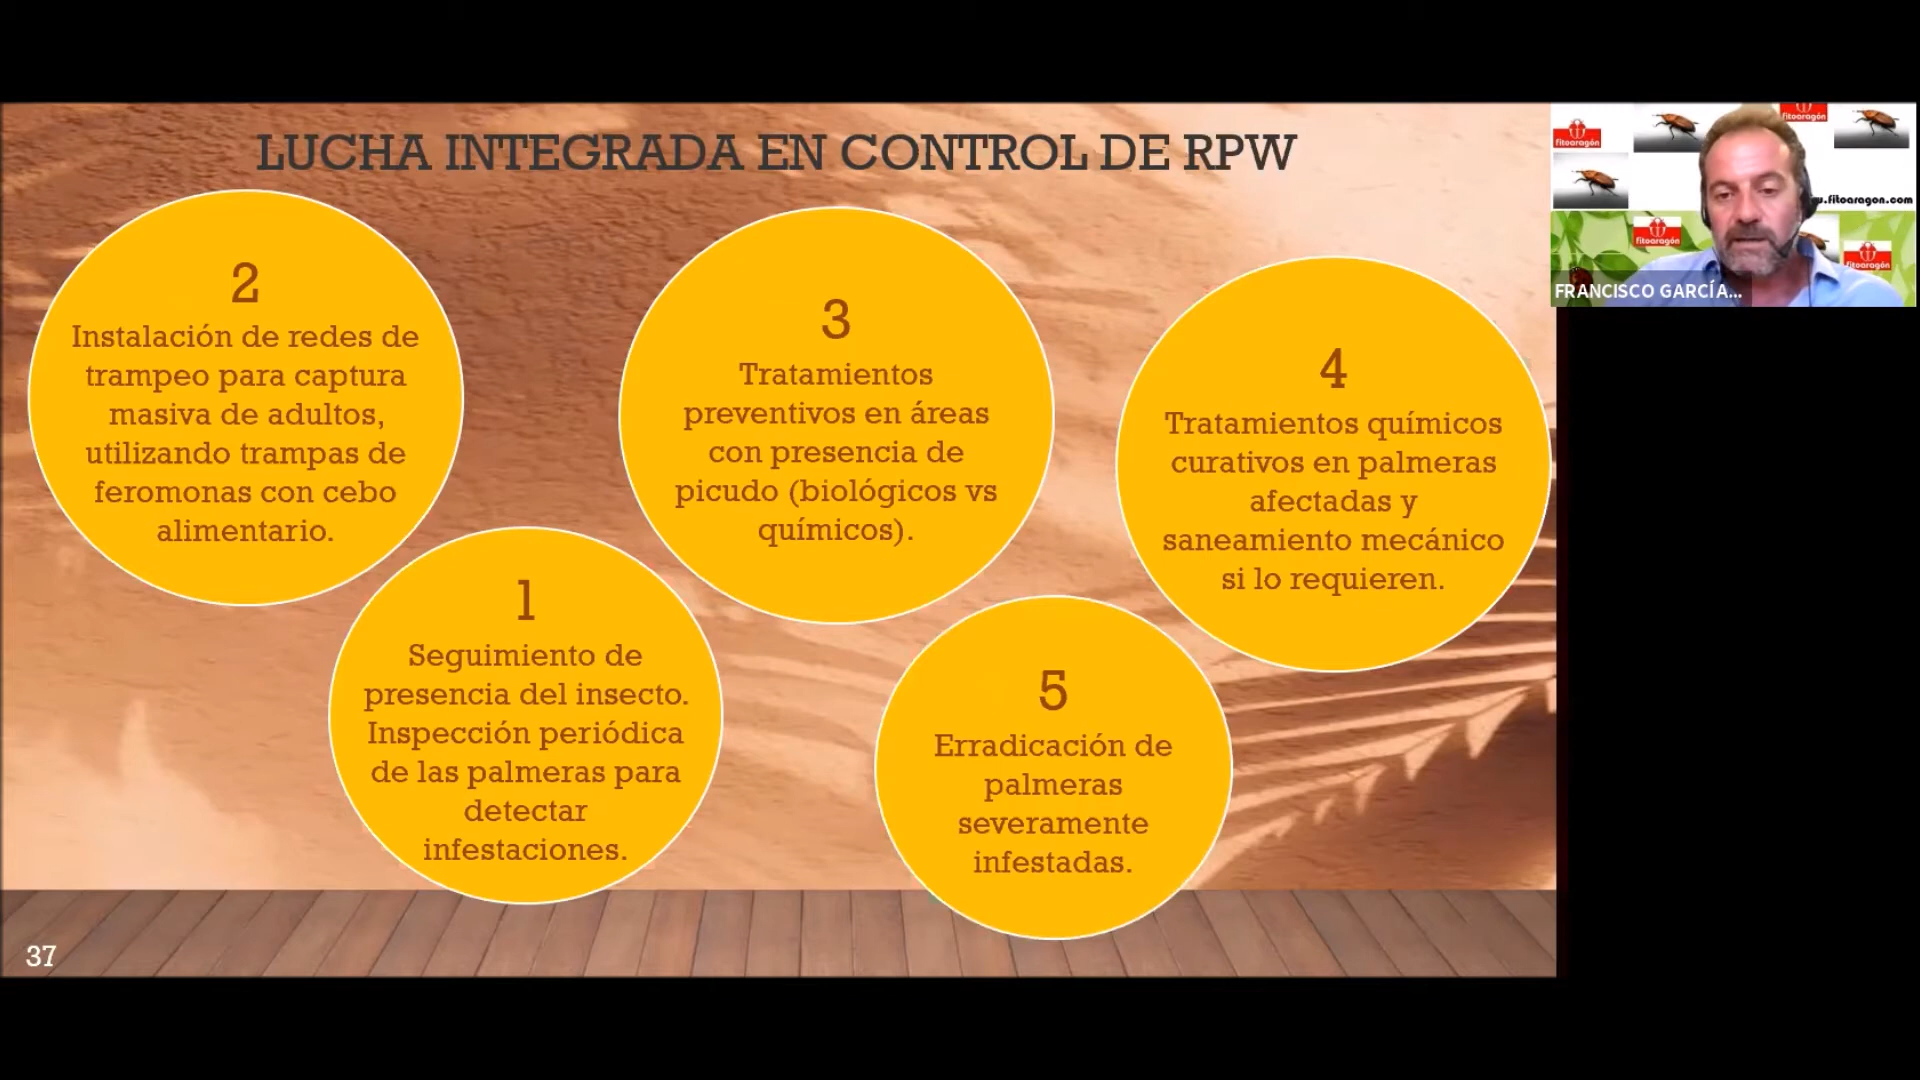 LUCHA INTEGRADA EN CONTROL DE RPW
2
Instalación de redes de
trampeo para captura
masiva de adultos,
utilizando trampas de
feromonas con cebo
alimentario.
1
Seguimiento de
presencia del insecto.
Inspección periódica
de las palmeras para
detectar
infestaciones.
3
Tratamientos
preventivos en áreas
con presencia de
picudo (biológicos vs
químicos).
4
Tratamientos químicos
curativos en palmeras
afectadas y
saneamiento mecánico
si lo requieren.
5
Erradicación de
palmeras
severamente
infestadas.
37
fitoaragón
fitoaragón
.fitoaragon.com
fitoaragón
fitoaragón
FRANCISCO GARCÍA...